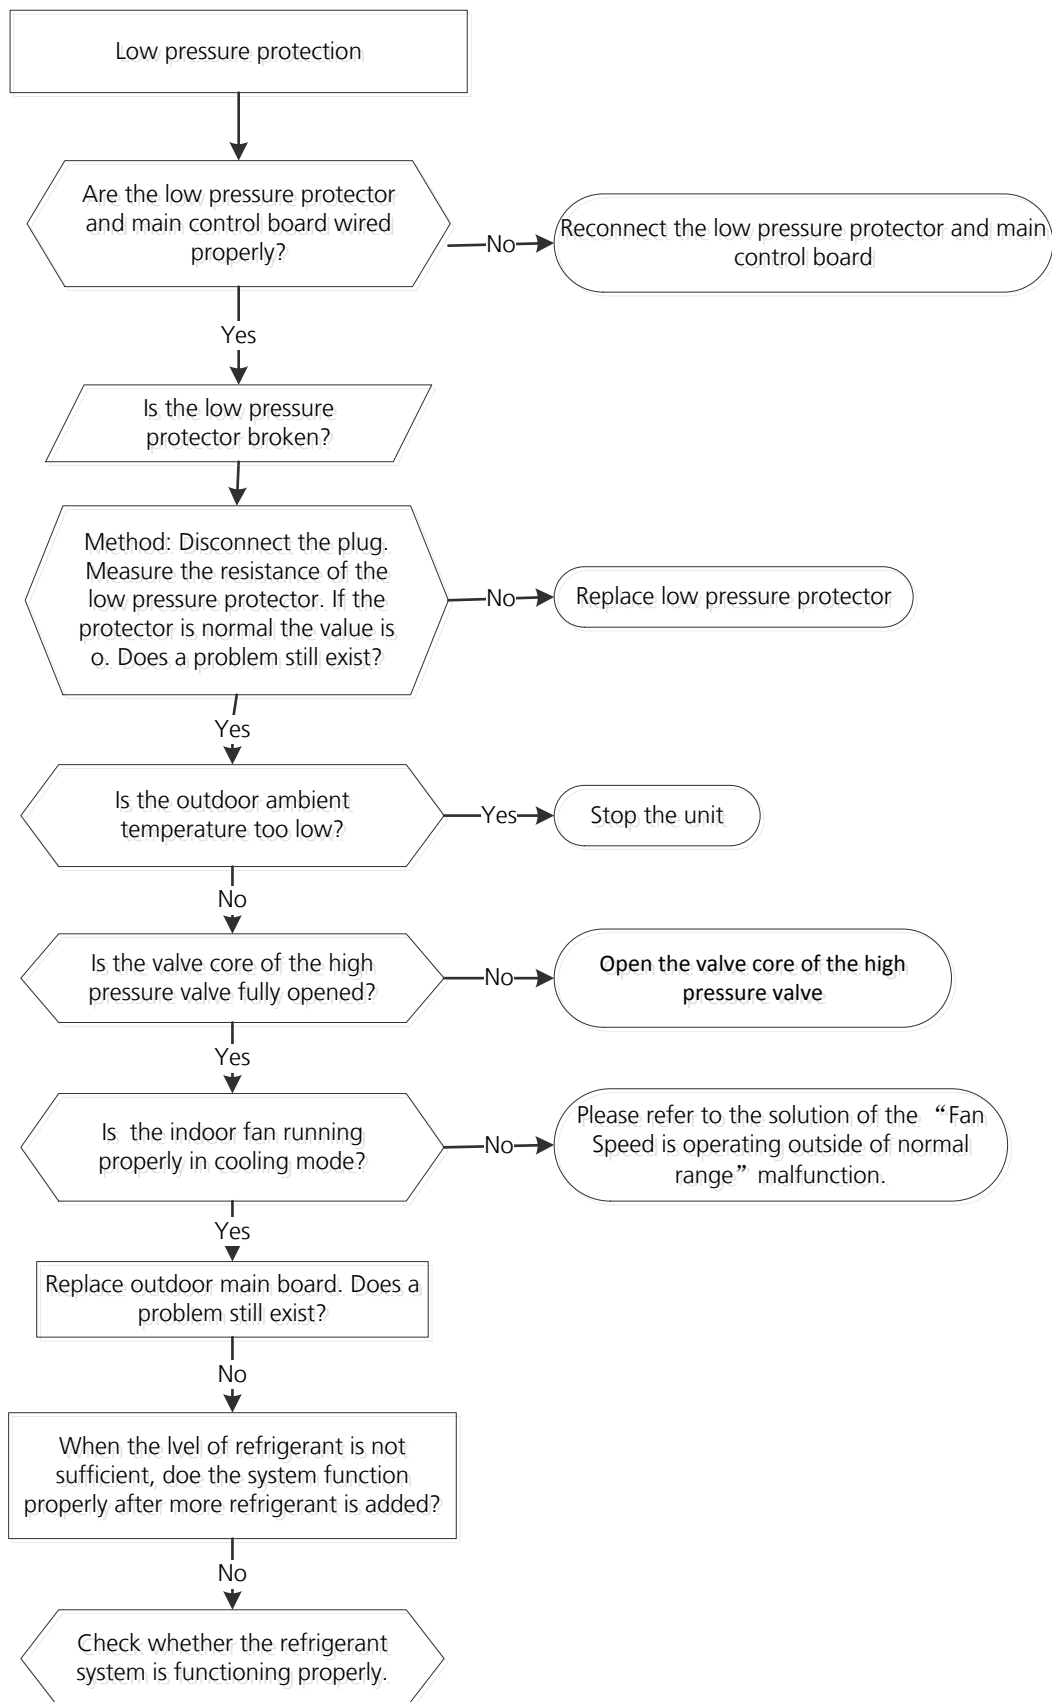 Low pressure protection
Are the low pressure protector
and main control board wired
properly?
No
Reconnect the low pressure protector and main
control board
Yes
Is the low pressure
protector broken?
Method: Disconnect the plug.
Measure the resistance of the
low pressure protector. If the
protector is normal the value is
o. Does a problem still exist?
No
Replace low pressure protector
Yes
Is the outdoor ambient
temperature too low?
Yes
Stop the unit
No
Is the valve core of the high
pressure valve fully opened?
No
Open the valve core of the high
pressure valve
Yes
Is  the indoor fan running
properly in cooling mode?
No
Please refer to the solution of the “Fan
Speed is operating outside of normal
range” malfunction.
Yes
Replace outdoor main board. Does a
problem still exist?
No
When the lvel of refrigerant is not
sufficient, doe the system function
properly after more refrigerant is added?
No
Check whether the refrigerant
system is functioning properly.